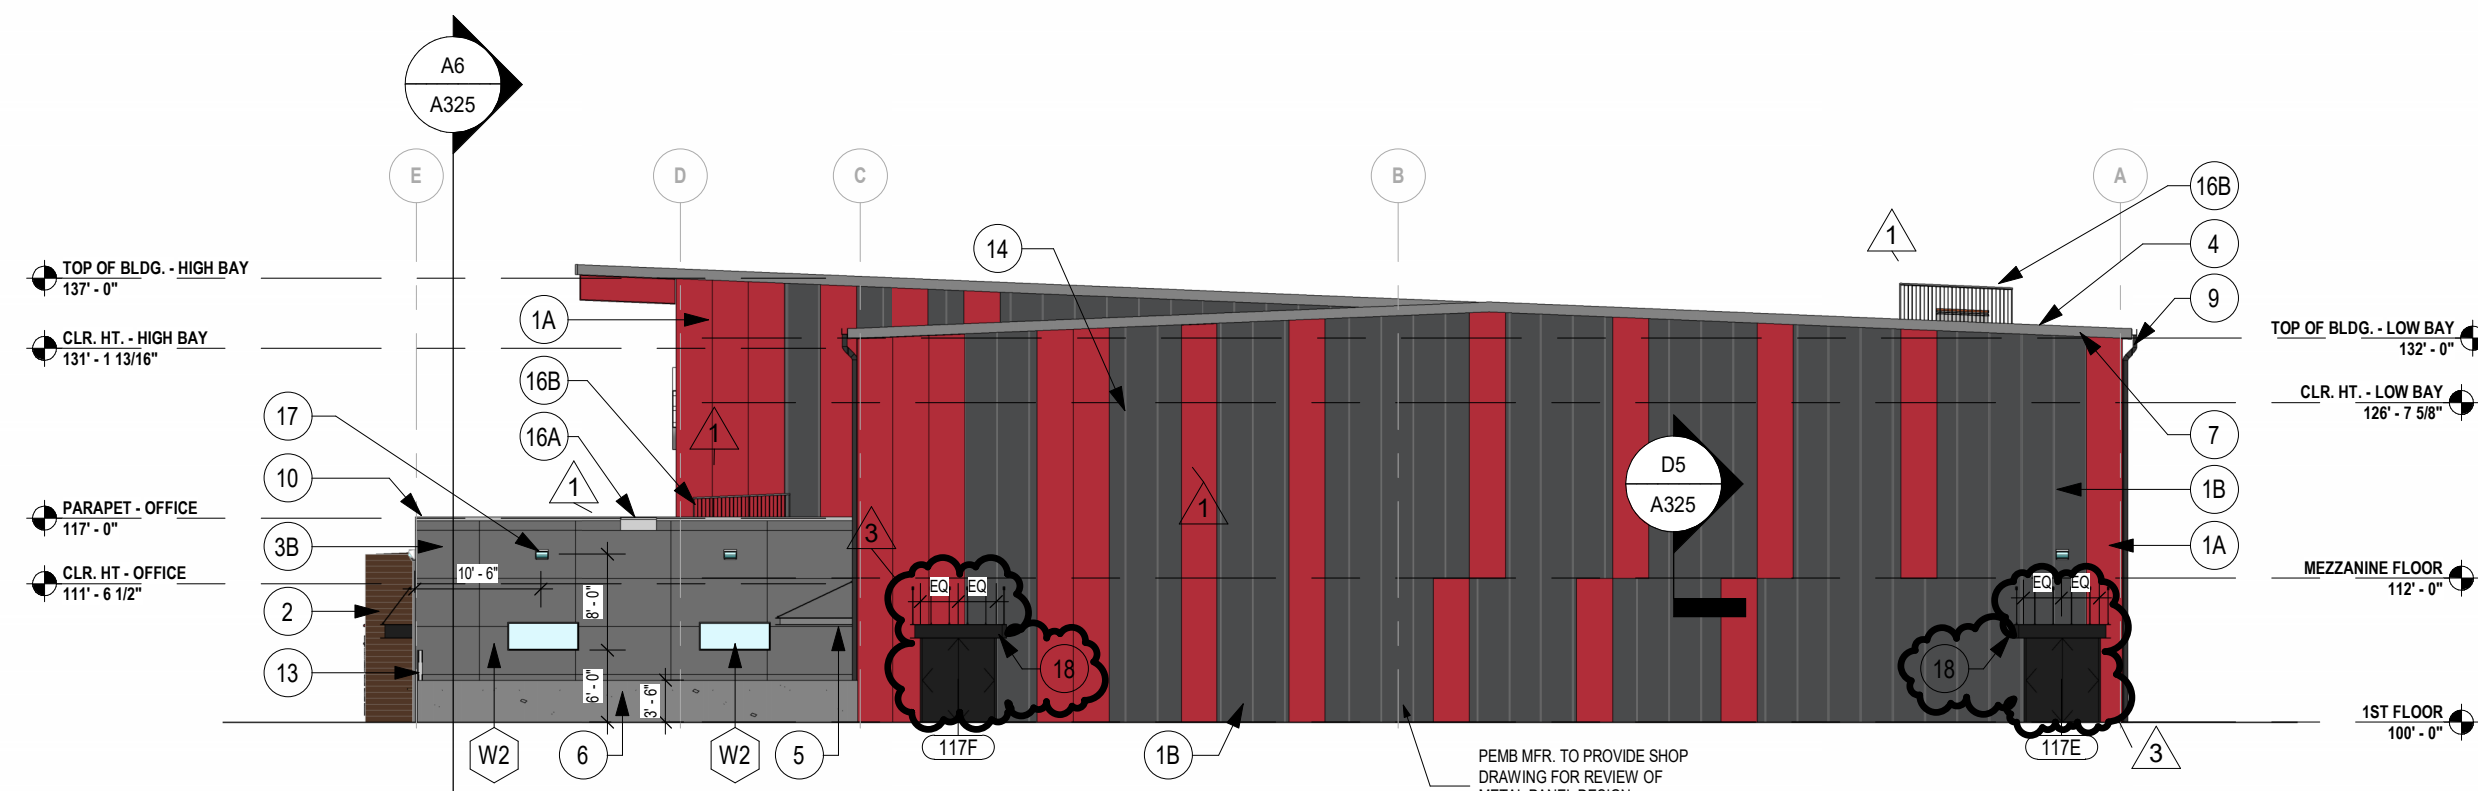 A6
A325
E
D
C
B
A
16B
1
4
14
9
TOP OF BLDG. - HIGH BAY
137' - 0"
1A
CLR. HT. - HIGH BAY
131' - 1 13/16"
TOP OF BLDG. - LOW BAY
132' - 0"
16B
CLR. HT. - LOW BAY
126' - 7 5/8"
17
16A
1
7
D5
A325
10
1
1
1B
PARAPET - OFFICE
117' - 0"
3B
3
1A
CLR. HT - OFFICE
111' - 6 1/2"
10' - 6"
8' - 0"
EQ
EQ
EQ
EQ
MEZZANINE FLOOR
112' - 0"
2
13
6' - 0"
3' - 6"
18
18
1ST FLOOR
100' - 0"
W2
6
W2
5
117F
1B
117E
3
PEMB MFR. TO PROVIDE SHOP
DRAWING FOR REVIEW OF